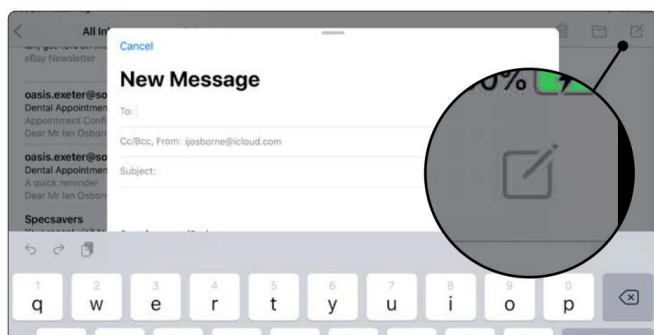 All In
Cancel
eBay Newsletter
New Message
oasis.exeter@so
Dental Appointmen
Appointment Confi
Dear Mr Ian Osborn
To:
Cc/Bcc, From: ijosborne@icloud.com
oasis.exeter@so
Dental Appointmen
A quick reminder
Dear Mr Ian Osborn
Subject:
Specsavers
0%
1 2 3 4 5 6 7 8 9 0
q w e r t y u i o p